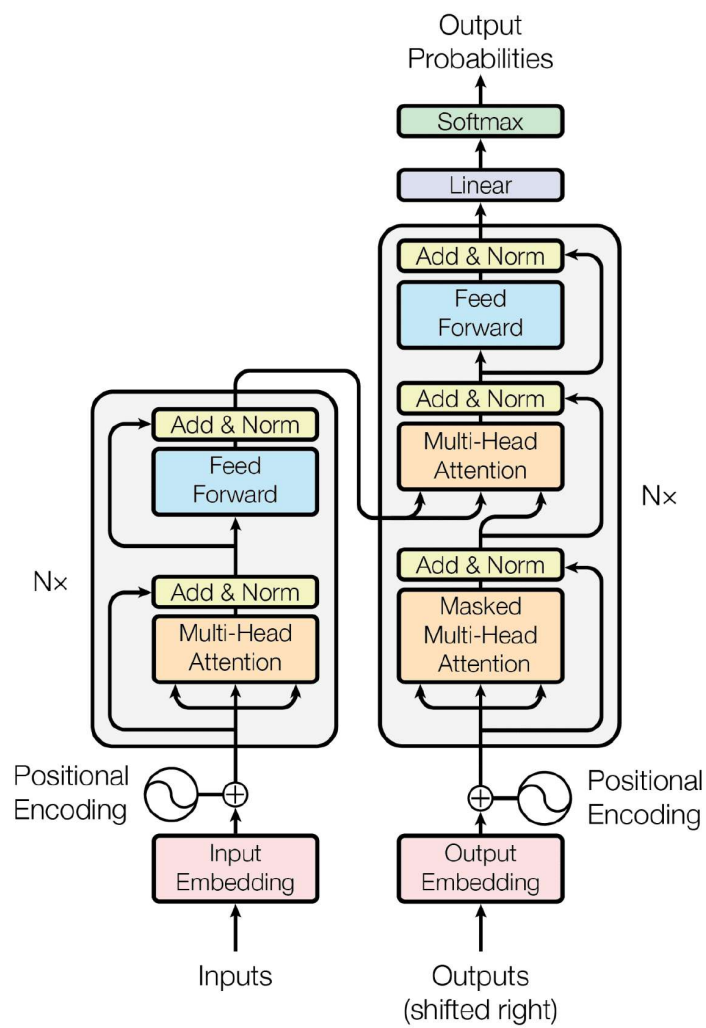 Output
Probabilities
Softmax
Linear
Add & Norm
Feed
Forward
Add & Norm
Multi-Head
Attention
Add & Norm
Masked
Multi-Head
Attention
N×
Positional
Encoding
Output
Embedding
Outputs
(shifted right)
Add & Norm
Feed
Forward
Add & Norm
Multi-Head
Attention
N×
Positional
Encoding
Input
Embedding
Inputs